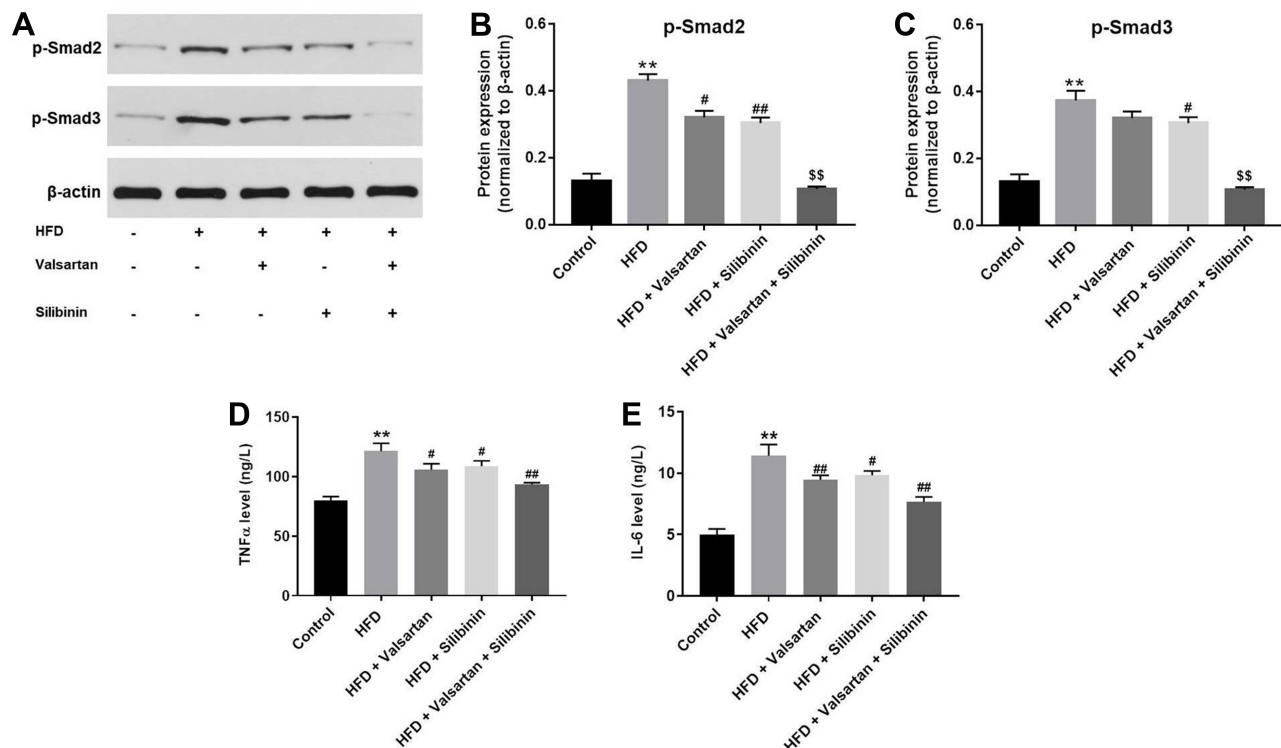 A
p-Smad2
p-Smad3
β-actin
HFD - + + + +
Valsartan - - + - +
Silibinin - - - + +
B
p-Smad2
Protein expression
(normalized to β-actin)
0.6
0.4
0.2
0.0
**
#
##
$$
Control
HFD
HFD + Valsartan
HFD + Silibinin
HFD + Valsartan + Silibinin
C
p-Smad3
Protein expression
(normalized to β-actin)
0.6
0.4
0.2
0.0
**
#
$$
Control
HFD
HFD + Valsartan
HFD + Silibinin
HFD + Valsartan + Silibinin
D
TNFα level (ng/L)
150
100
50
0
**
#
#
##
Control
HFD
HFD + Valsartan
HFD + Silibinin
HFD + Valsartan + Silibinin
E
IL-6 level (ng/L)
15
10
5
0
**
##
#
##
Control
HFD
HFD + Valsartan
HFD + Silibinin
HFD + Valsartan + Silibinin